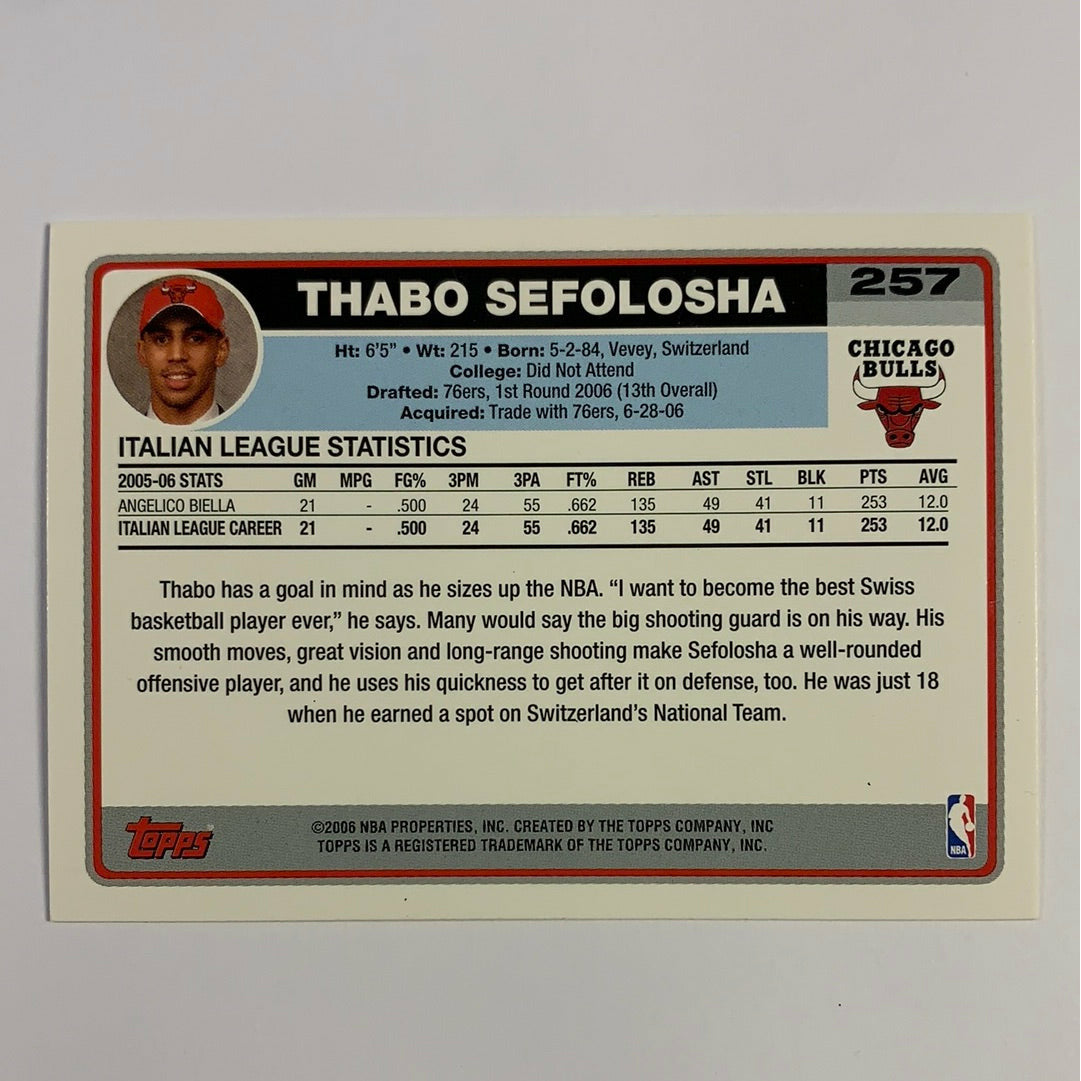 THABO SEFOLOSHA
257
Ht: 6'5" • Wt: 215 • Born: 5-2-84, Vevey, Switzerland
College: Did Not Attend
Drafted: 76ers, 1st Round 2006 (13th Overall)
Acquired: Trade with 76ers, 6-28-06
CHICAGO
BULLS
ITALIAN LEAGUE STATISTICS
2005-06 STATS GM MPG FG% 3PM 3PA FT% REB AST STL BLK PTS AVG
ANGELICO BIELLA 21 - .500 24 55 .662 135 49 41 11 253 12.0
ITALIAN LEAGUE CAREER 21 - .500 24 55 .662 135 49 41 11 253 12.0
Thabo has a goal in mind as he sizes up the NBA. “I want to become the best Swiss
basketball player ever,” he says. Many would say the big shooting guard is on his way. His
smooth moves, great vision and long-range shooting make Sefolosha a well-rounded
offensive player, and he uses his quickness to get after it on defense, too. He was just 18
when he earned a spot on Switzerland’s National Team.
Topps
©2006 NBA PROPERTIES, INC. CREATED BY THE TOPPS COMPANY, INC
TOPPS IS A REGISTERED TRADEMARK OF THE TOPPS COMPANY, INC.
NBA